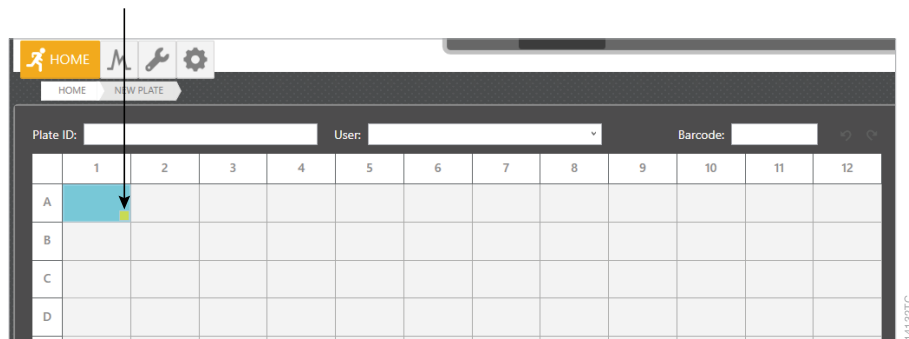 HOME
HOME NEW PLATE
Plate ID: User: Barcode:
1 2 3 4 5 6 7 8 9 10 11 12
A
B
C
D